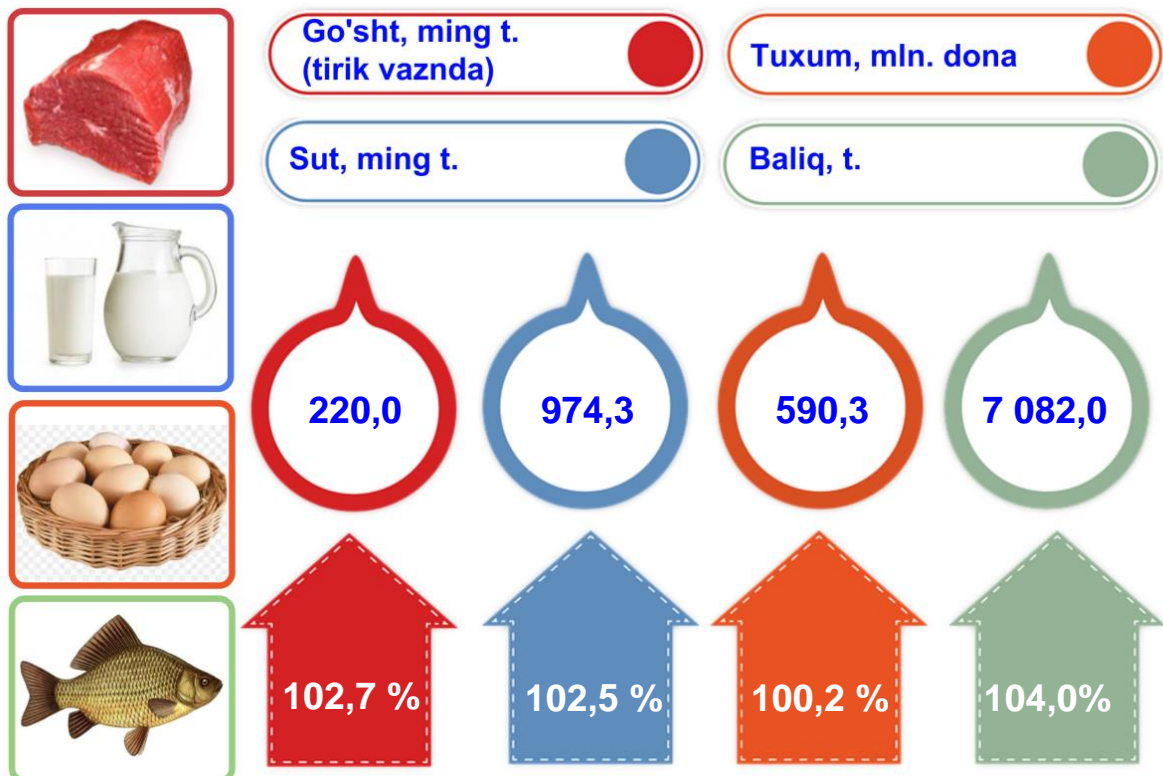 Go'sht, ming t.
(tirik vaznda)
Tuxum, mln. dona
Sut, ming t.
Baliq, t.
220,0
974,3
590,3
7 082,0
102,7 %
102,5 %
100,2 %
104,0%